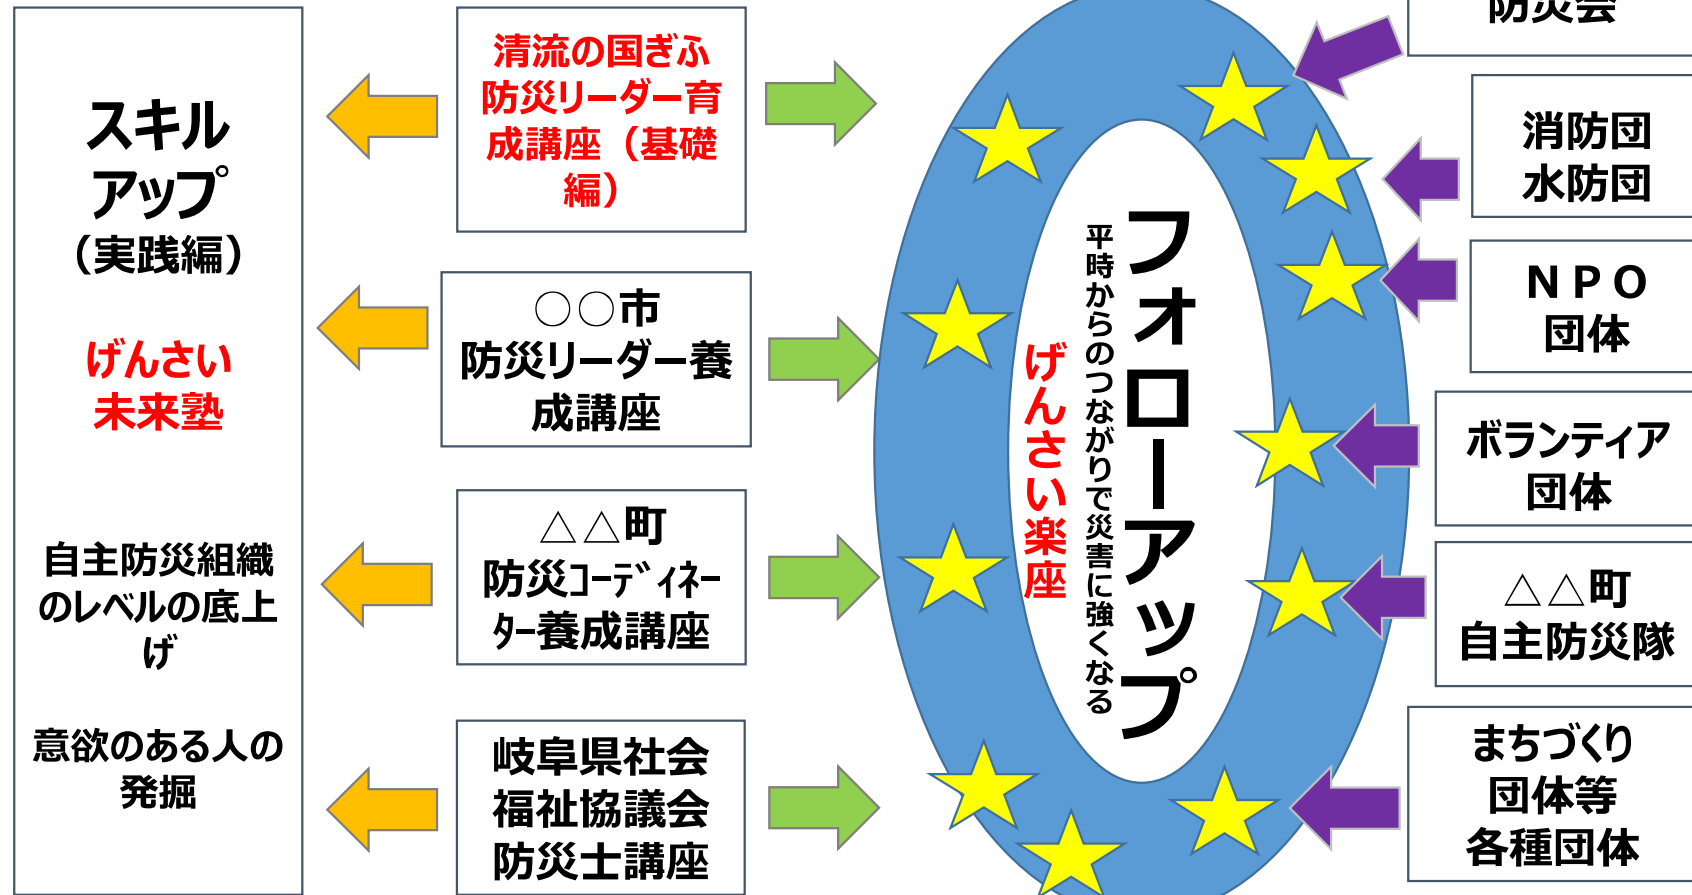 スキル
アップ
（実践編）
げんさい
未来塾
自主防災組織
のレベルの底上
げ
意欲のある人の
発掘
清流の国ぎふ
防災リーダー育
成講座（基礎
編）
○○市
防災リーダー養
成講座
△△町
防災ｺｰﾃﾞｨﾈｰ
ﾀｰ養成講座
岐阜県社会
福祉協議会
防災士講座
フォローアップ
平時からのつながりで災害に強くなる
げんさい楽座
防災会
消防団
水防団
ＮＰＯ
団体
ボランティア
団体
△△町
自主防災隊
まちづくり
団体等
各種団体